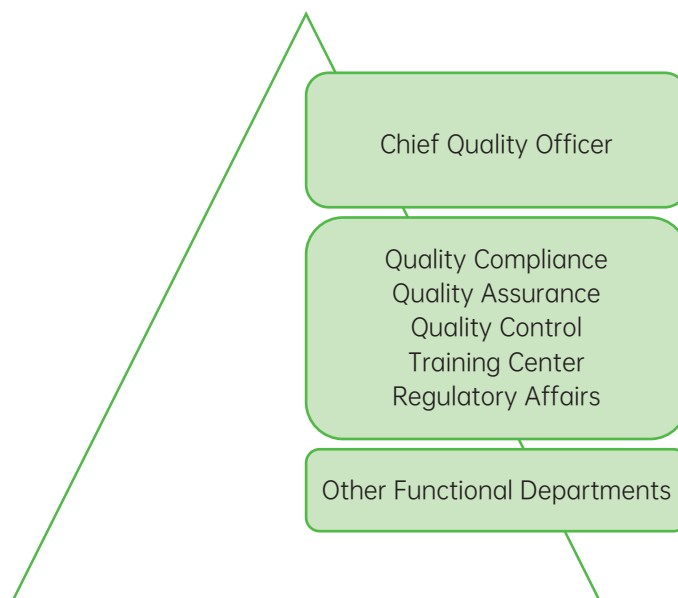 Chief Quality Officer
Quality Compliance
Quality Assurance
Quality Control
Training Center
Regulatory Affairs
Other Functional Departments